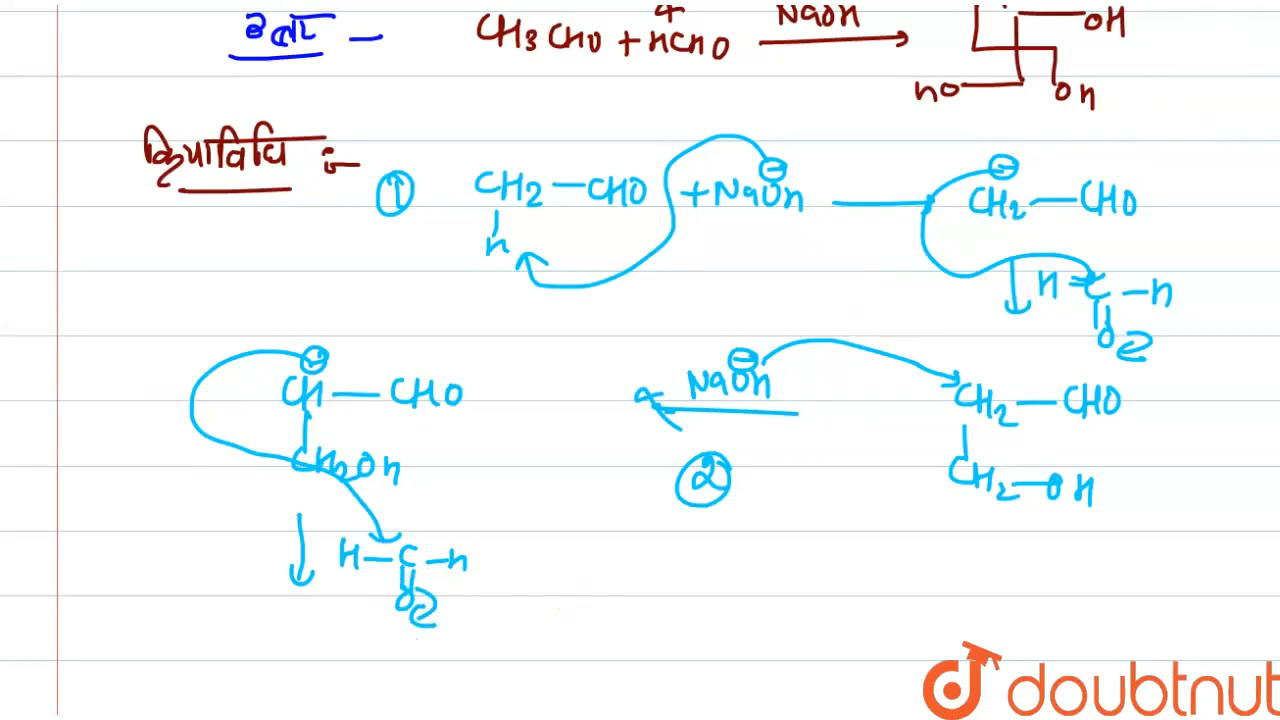 उत्तर –
CH3CHO + HCHO NaOH OH
HO OH
क्रियाविधि :-
① CH2–CHO + NaOH ⊖ ⊖ CH2–CHO
H
H–C–H
O
⊖ CH–CHO NaOH ⊖ CH2–CHO
CH2OH ② CH2–OH
H–C–H
O
doubtnut